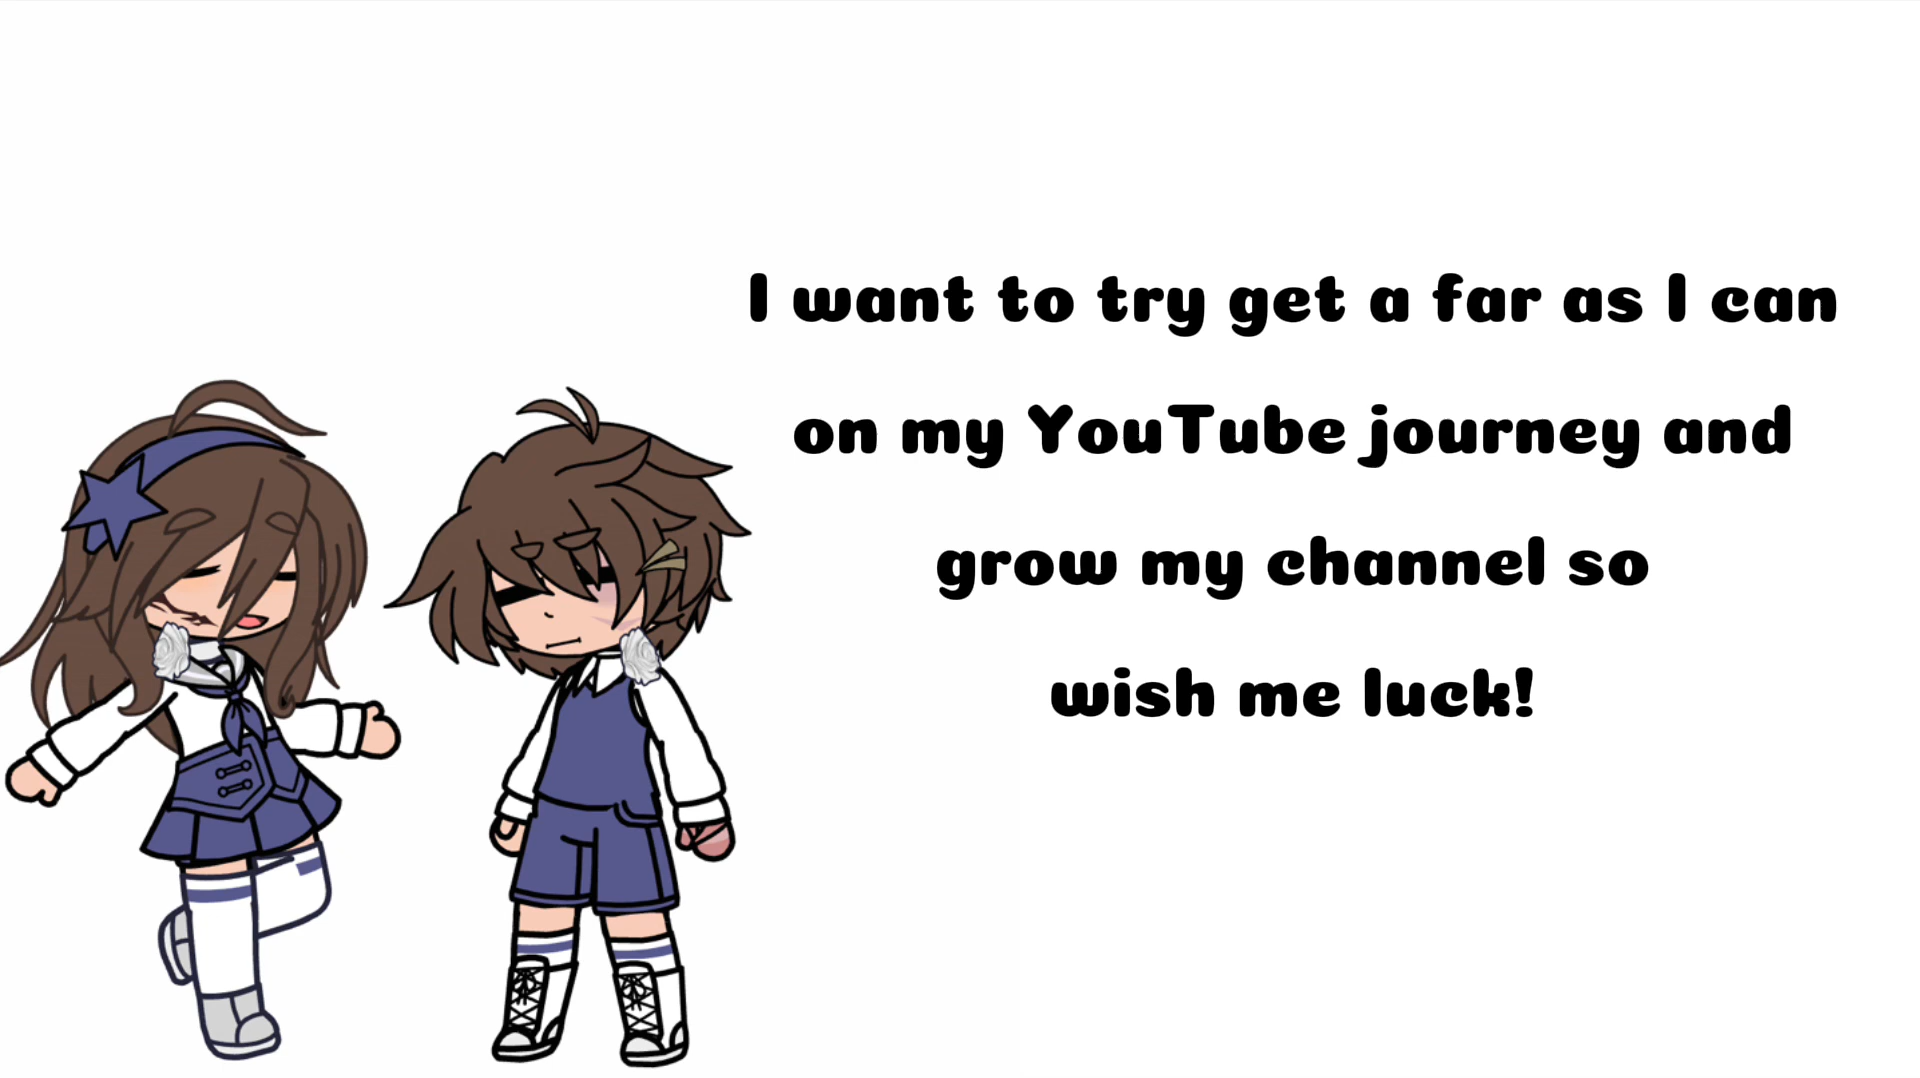 I want to try get a far as I can
on my YouTube journey and
grow my channel so
wish me luck!